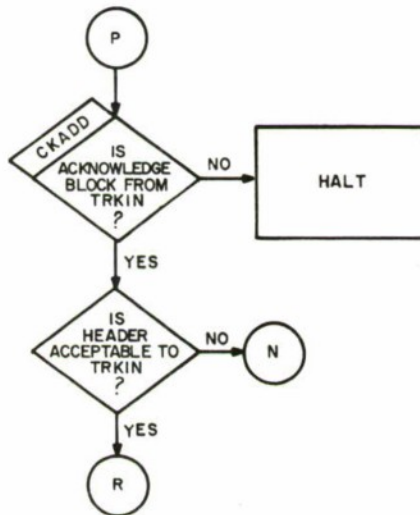 P
CKADD
IS
ACKNOWLEDGE
BLOCK FROM
TRKIN
?
NO
HALT
YES
IS
HEADER
ACCEPTABLE TO
TRKIN
?
NO
N
YES
R